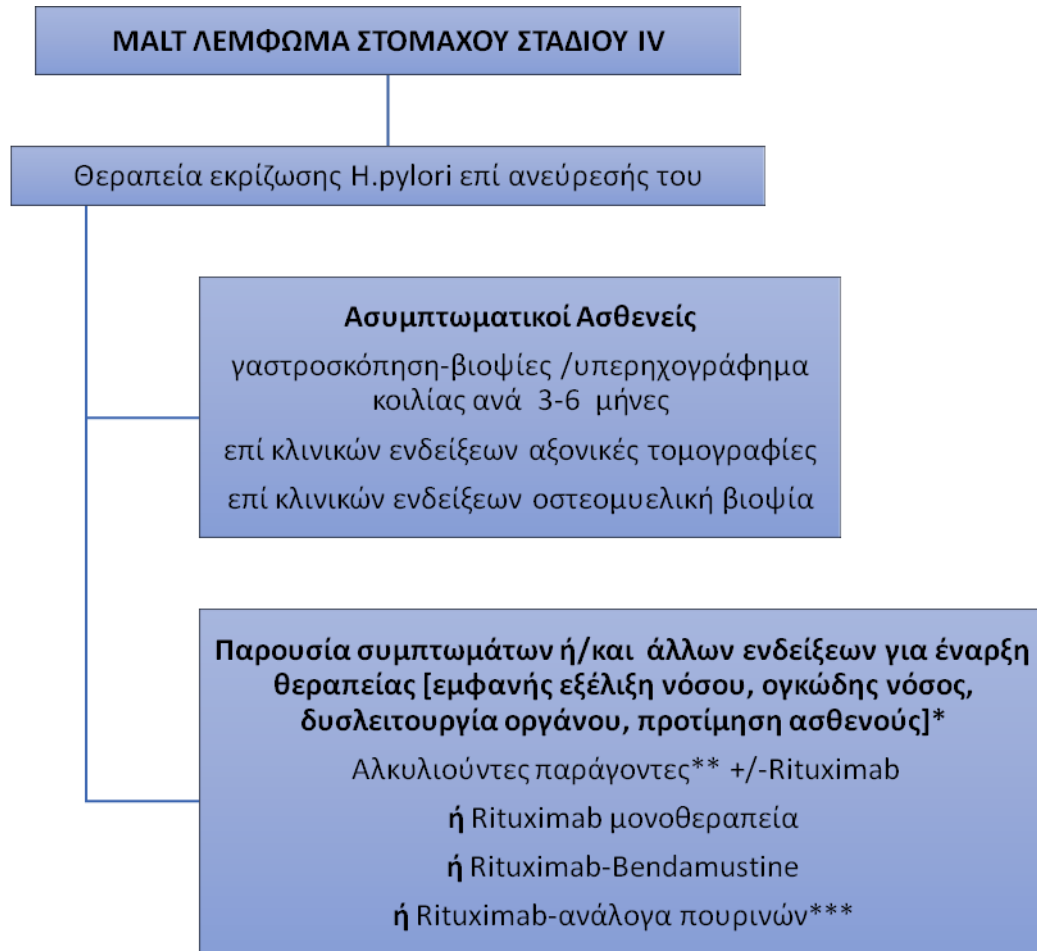 MALT ΛΕΜΦΩΜΑ ΣΤΟΜΑΧΟΥ ΣΤΑΔΙΟΥ IV
Θεραπεία εκρίζωσης H.pylori επί ανεύρεσής του
Ασυμπτωματικοί Ασθενείς
γαστροσκόπηση-βιοψίες /υπερηχογράφημα
κοιλίας ανά 3-6 μήνες
επί κλινικών ενδείξεων αξονικές τομογραφίες
επί κλινικών ενδείξεων οστεομυελική βιοψία
Παρουσία συμπτωμάτων ή/και άλλων ενδείξεων για έναρξη
θεραπείας [εμφανής εξέλιξη νόσου, ογκώδης νόσος,
δυσλειτουργία οργάνου, προτίμηση ασθενούς]*
Αλκυλιούντες παράγοντες** +/-Rituximab
ή Rituximab μονοθεραπεία
ή Rituximab-Bendamustine
ή Rituximab-ανάλογα πουρινών***